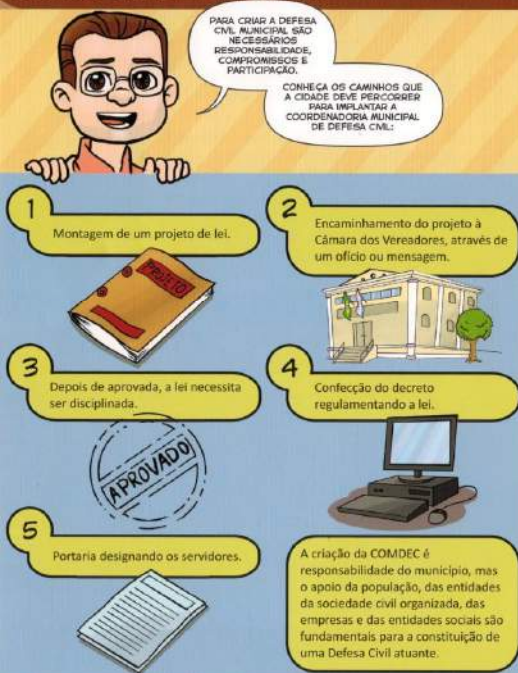 PARA CRIAR A DEFESA
CIVIL MUNICIPAL SÃO
NECESSÁRIOS
RESPONSABILIDADE,
COMPROMISSOS E
PARTICIPAÇÃO.
CONHEÇA OS CAMINHOS QUE
A CIDADE DEVE PERCORRER
PARA IMPLANTAR A
COORDENADORIA MUNICIPAL
DE DEFESA CIVIL:
1
Montagem de um projeto de lei.
PROJETO
2
Encaminhamento do projeto à
Câmara dos Vereadores, através de
um ofício ou mensagem.
3
Depois de aprovada, a lei necessita
ser disciplinada.
APROVADO
4
Confecção do decreto
regulamentando a lei.
5
Portaria designando os servidores.
A criação da COMDEC é
responsabilidade do município, mas
o apoio da população, das entidades
da sociedade civil organizada, das
empresas e das entidades sociais são
fundamentais para a constituição de
uma Defesa Civil atuante.